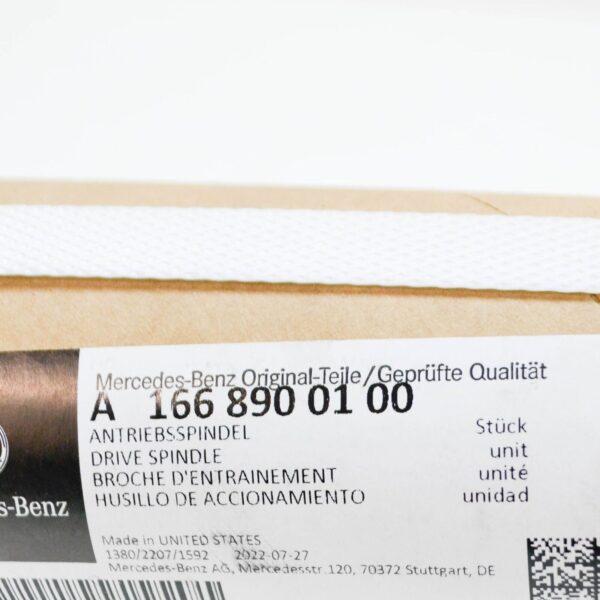 Mercedes-Benz Original-Teile/Geprüfte Qualität
A 166 890 01 00
ANTRIEBSSPINDEL Stück
DRIVE SPINDLE unit
BROCHE D'ENTRAINEMENT unité
HUSILLO DE ACCIONAMIENTO unidad
s-Benz
Made in UNITED STATES
1380/2207/1592 2022-07-27
Mercedes-Benz AG, Mercedesstr.120, 70372 Stuttgart, DE